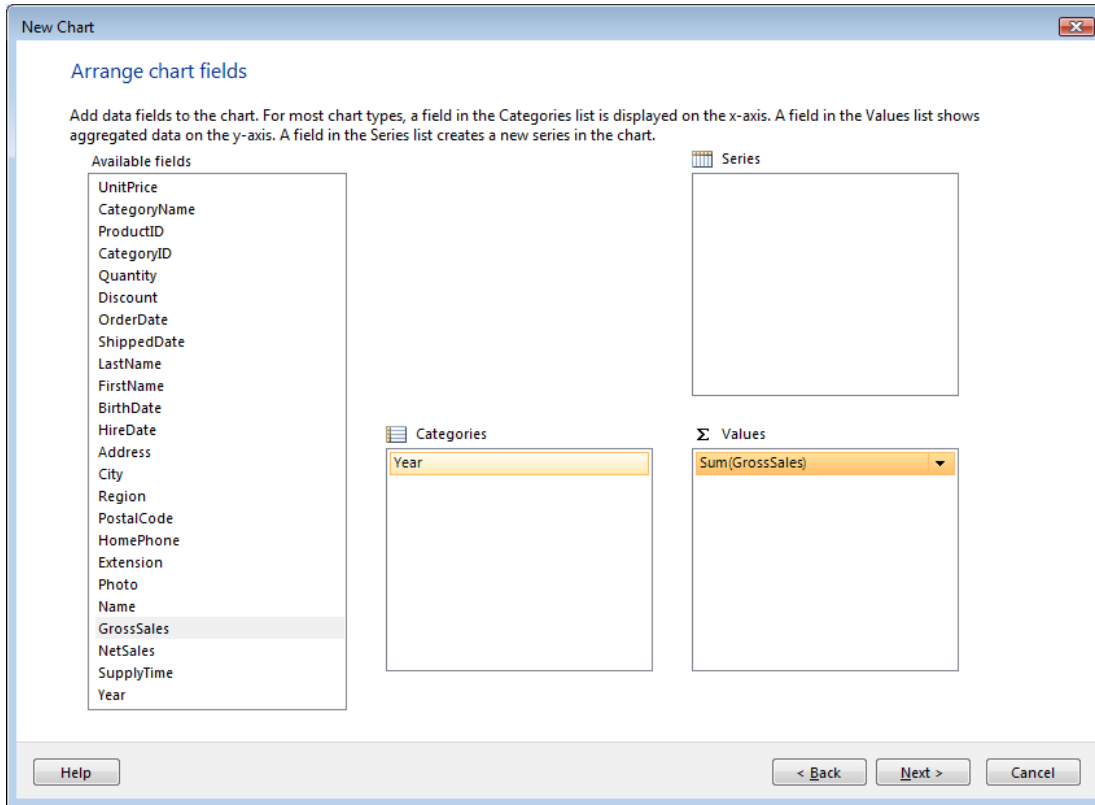 New Chart
Arrange chart fields
Add data fields to the chart. For most chart types, a field in the Categories list is displayed on the x-axis. A field in the Values list shows
aggregated data on the y-axis. A field in the Series list creates a new series in the chart.
Available fields
UnitPrice
CategoryName
ProductID
CategoryID
Quantity
Discount
OrderDate
ShippedDate
LastName
FirstName
BirthDate
HireDate
Address
City
Region
PostalCode
HomePhone
Extension
Photo
Name
GrossSales
NetSales
SupplyTime
Year
Series
Categories
Year
Σ Values
Sum(GrossSales)
Help
< Back
Next >
Cancel